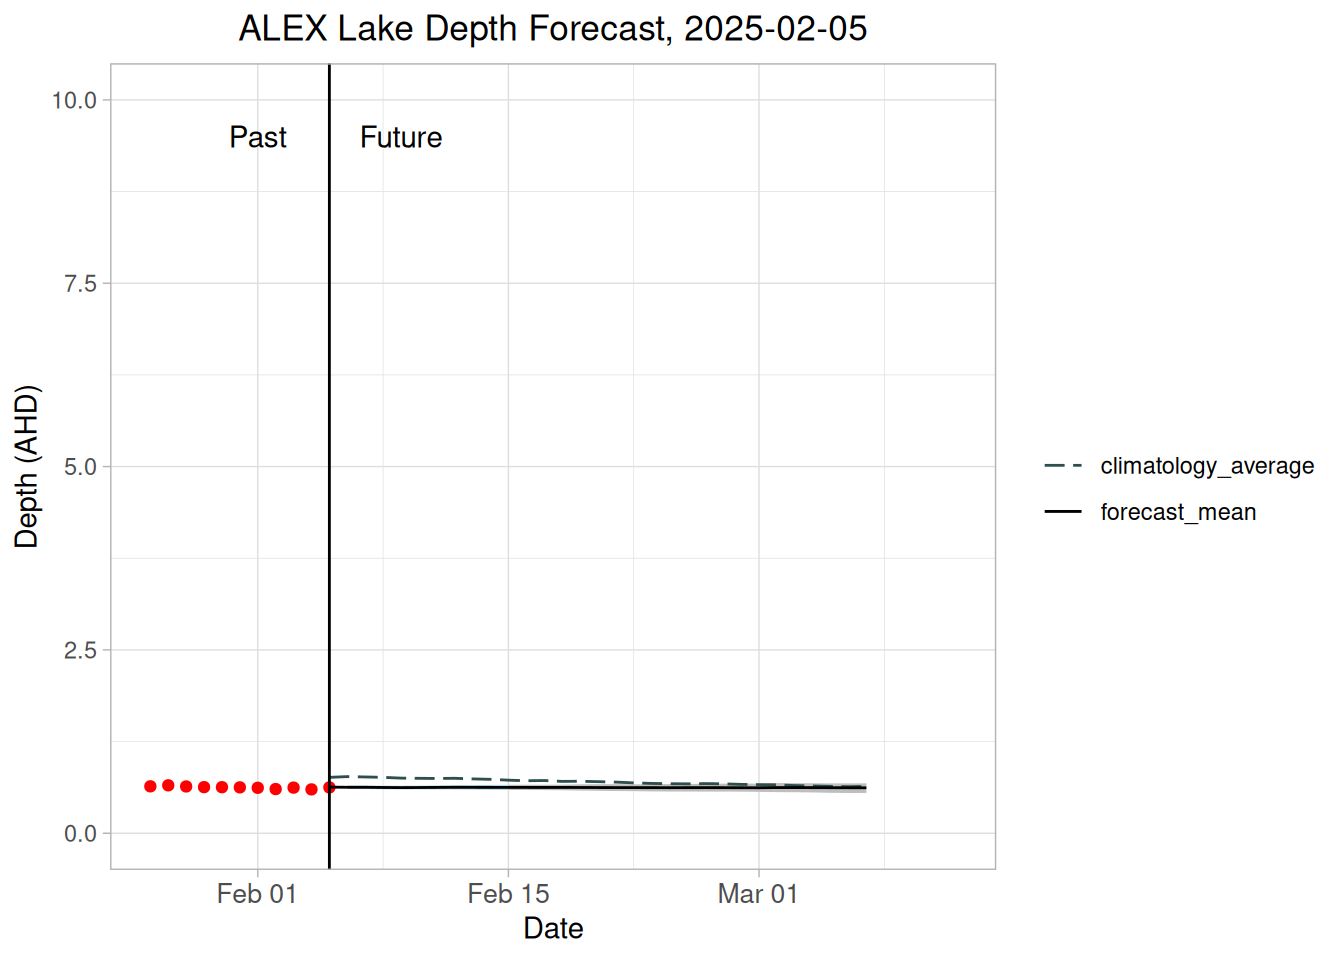 ALEX Lake Depth Forecast, 2025-02-05
10.0
7.5
5.0
2.5
0.0
Depth (AHD)
Past
Future
Feb 01
Feb 15
Mar 01
Date
climatology_average
forecast_mean